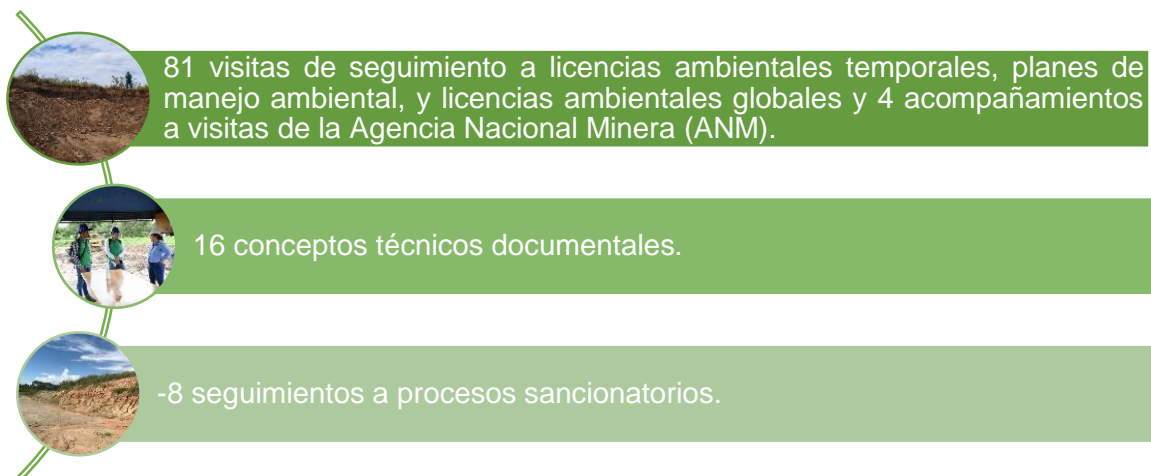 81 visitas de seguimiento a licencias ambientales temporales, planes de
manejo ambiental, y licencias ambientales globales y 4 acompañamientos
a visitas de la Agencia Nacional Minera (ANM).
16 conceptos técnicos documentales.
-8 seguimientos a procesos sancionatorios.